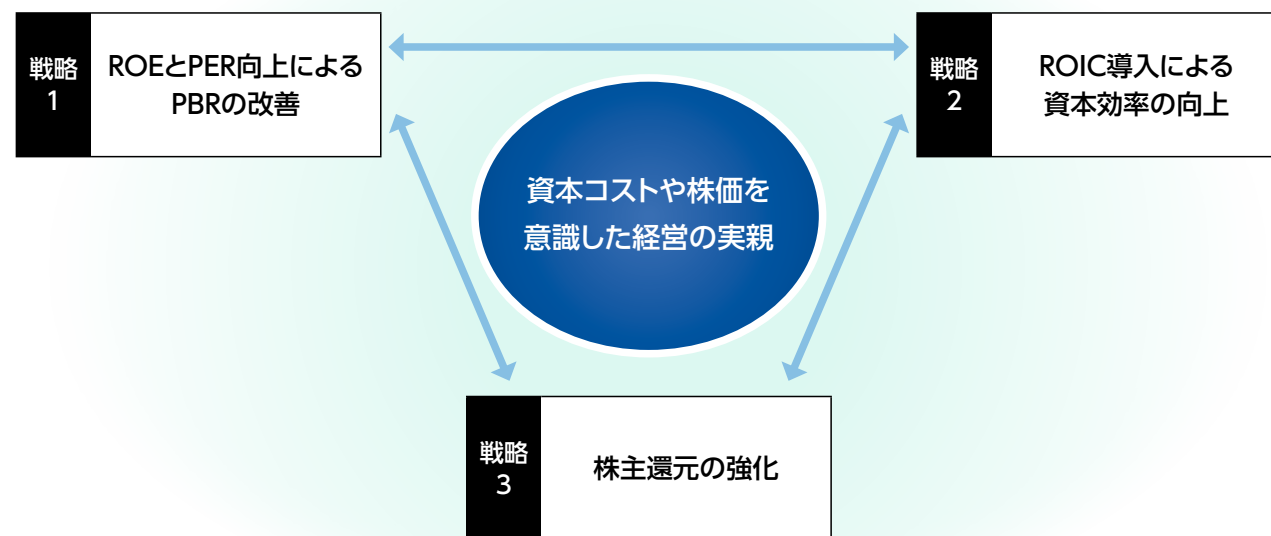 戦略
1
ROEとPER向上による
PBRの改善
戦略
2
ROIC導入による
資本効率の向上
資本コストや株価を
意識した経営の実親
戦略
3
株主還元の強化